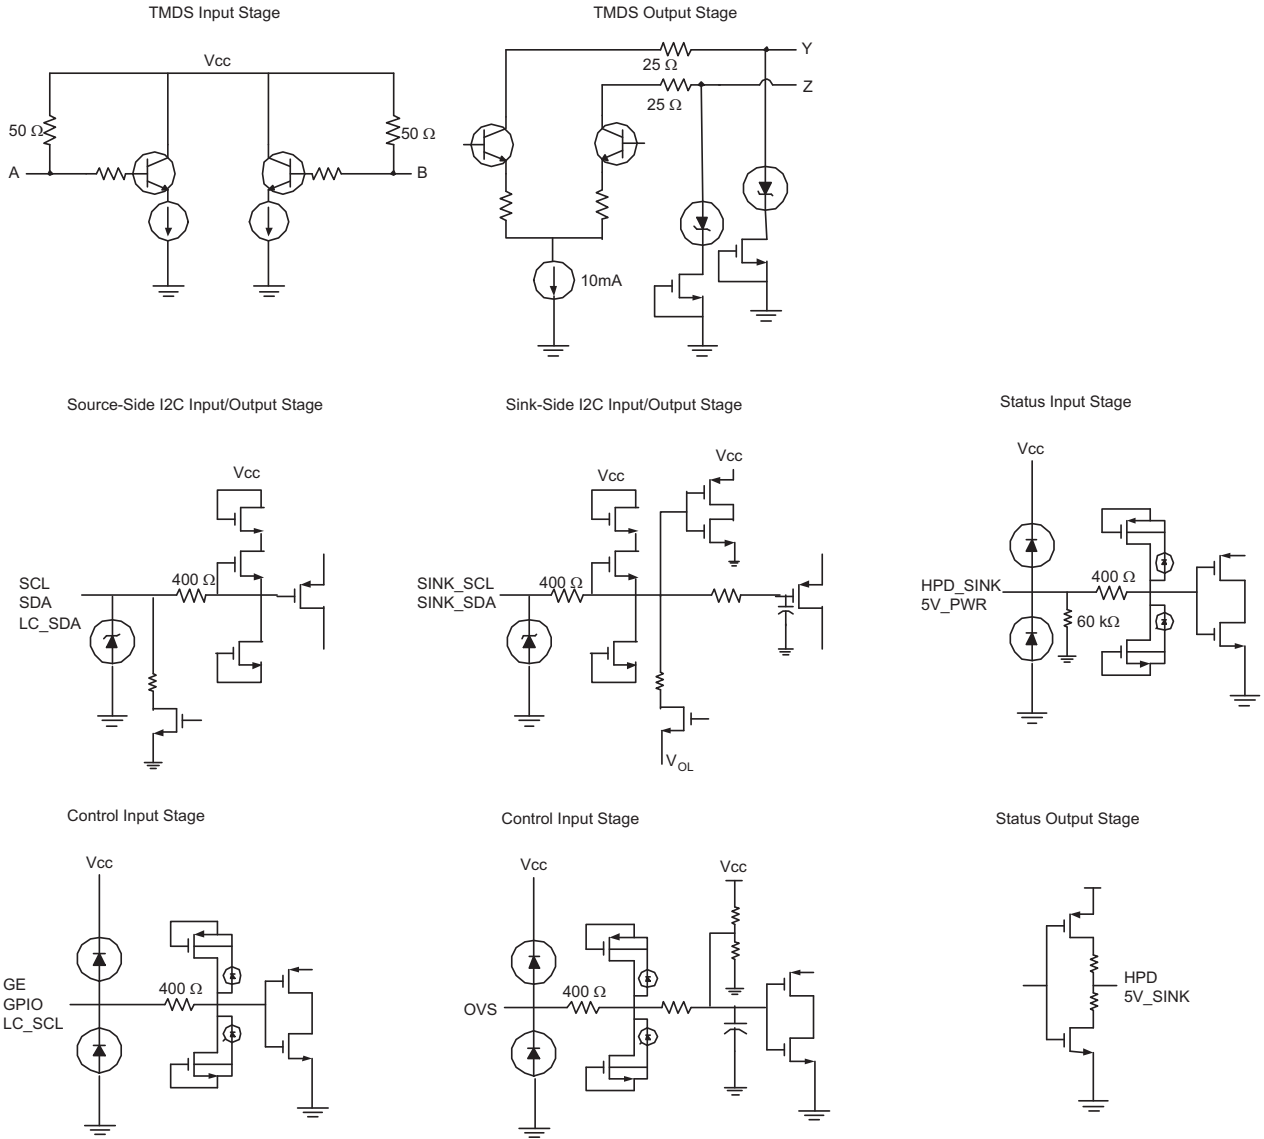 TMDS Input Stage
TMDS Output Stage
Vcc
50 Ω
50 Ω
A
B
25 Ω
25 Ω
Y
Z
10mA
Source-Side I2C Input/Output Stage
Sink-Side I2C Input/Output Stage
Status Input Stage
Vcc
400 Ω
SCL
SDA
LC_SDA
Vcc
Vcc
400 Ω
SINK_SCL
SINK_SDA
VOL
Vcc
400 Ω
HPD_SINK
5V_PWR
60 kΩ
Control Input Stage
Control Input Stage
Status Output Stage
Vcc
400 Ω
GE
GPIO
LC_SCL
Vcc
Vcc
400 Ω
OVS
HPD
5V_SINK